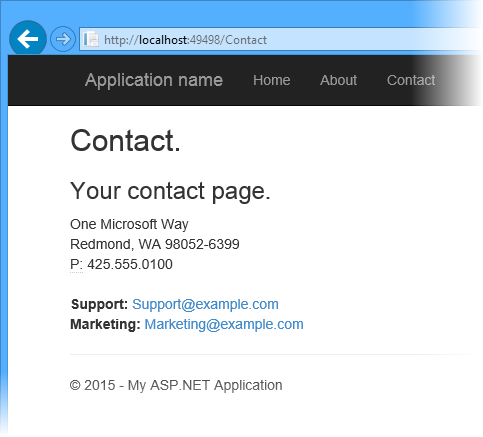 http://localhost:49498/Contact
Application name Home About Contact
Contact.
Your contact page.
One Microsoft Way
Redmond, WA 98052-6399
P: 425.555.0100
Support: Support@example.com
Marketing: Marketing@example.com
© 2015 - My ASP.NET Application